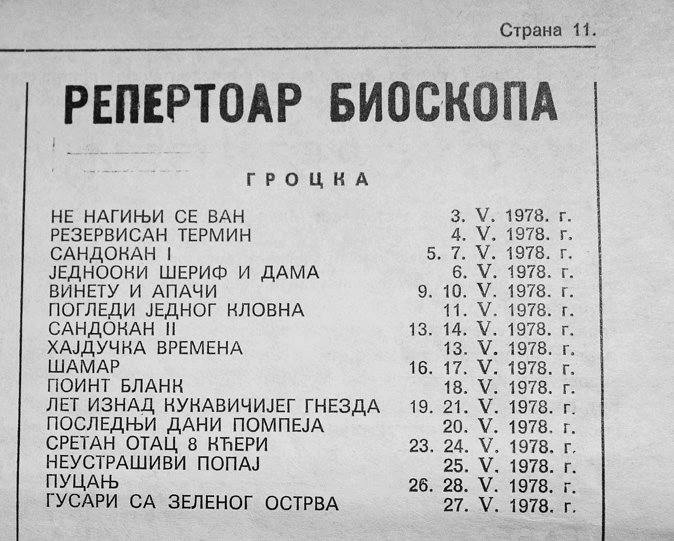 Страна 11.
РЕПЕРТОАР БИОСКОПА
ГРОЦКА
НЕ НАГИЊИ СЕ ВАН 3. V. 1978. г.
РЕЗЕРВИСАН ТЕРМИН 4. V. 1978. г.
САНДОКАН I 5. 7. V. 1978. г.
ЈЕДНООКИ ШЕРИФ И ДАМА 6. V. 1978. г.
ВИНЕТУ И АПАЧИ 9. 10. V. 1978. г.
ПОГЛЕДИ ЈЕДНОГ КЛОВНА 11. V. 1978. г.
САНДОКАН II 13. 14. V. 1978. г.
ХАЈДУЧКА ВРЕМЕНА 13. V. 1978. г.
ШАМАР 16. 17. V. 1978. г.
ПОИНТ БЛАНК 18. V. 1978. г.
ЛЕТ ИЗНАД КУКАВИЧИЈЕГ ГНЕЗДА 19. 21. V. 1978. г.
ПОСЛЕДЊИ ДАНИ ПОМПЕЈА 20. V. 1978. г.
СРЕТАН ОТАЦ 8 КЋЕРИ 23. 24. V. 1978. г.
НЕУСТРАШИВИ ПОПАЈ 25. V. 1978. г.
ПУЦАЊ 26. 28. V. 1978. г.
ГУСАРИ СА ЗЕЛЕНОГ ОСТРВА 27. V. 1978. г.